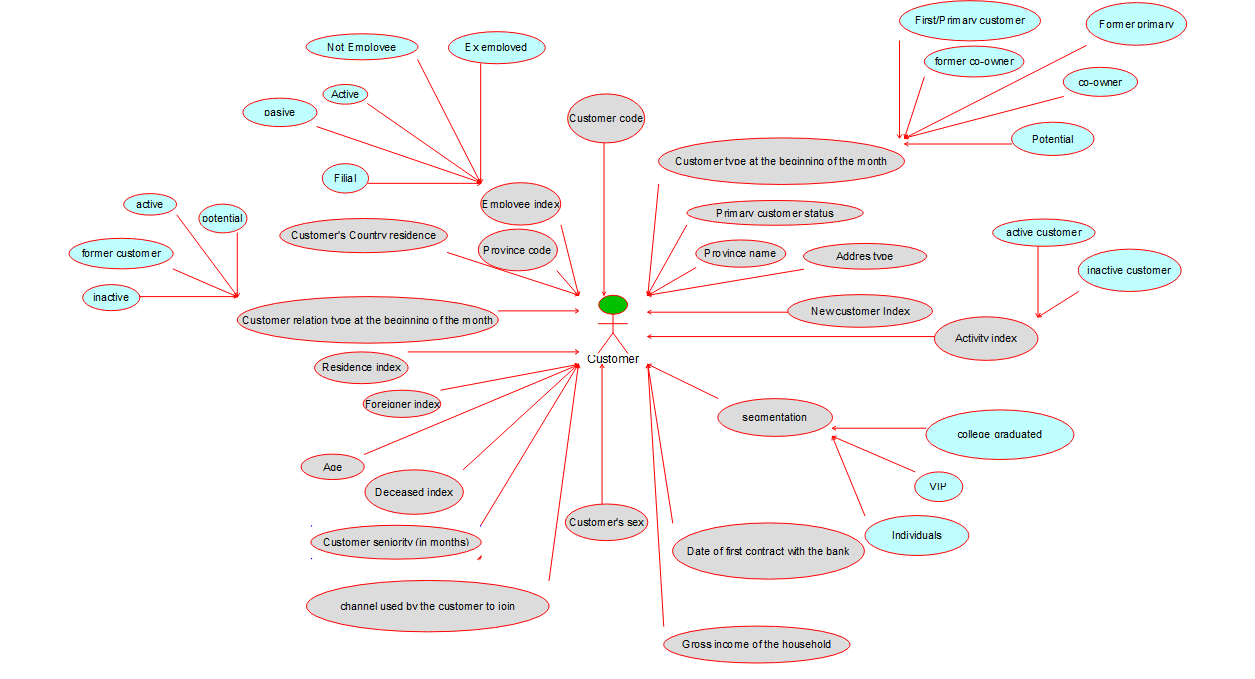 First/Primary customer
Former primary
Not Employee
Ex employed
former co-owner
co-owner
Active
pasive
Customer code
Potential
Customer type at the beginning of the month
Filial
active
Employee index
potential
Primary customer status
active customer
Customer's Country residence
Province code
former customer
Province name
Addres type
inactive customer
inactive
Newcustomer Index
Customer relation type at the beginning of the month
Activity index
Customer
Residence index
Foreigner index
segmentation
college graduated
Age
VIP
Deceased index
Customer's sex
Individuals
Customer seniority (in months)
Date of first contract with the bank
channel used by the customer to join
Gross income of the household